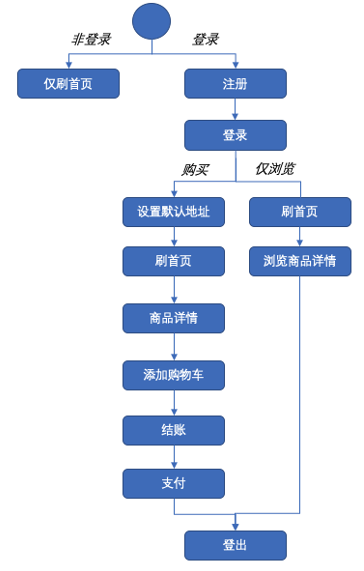 非登录
登录
仅刷首页
注册
登录
购买
仅浏览
设置默认地址
刷首页
刷首页
浏览商品详情
商品详情
添加购物车
结账
支付
登出